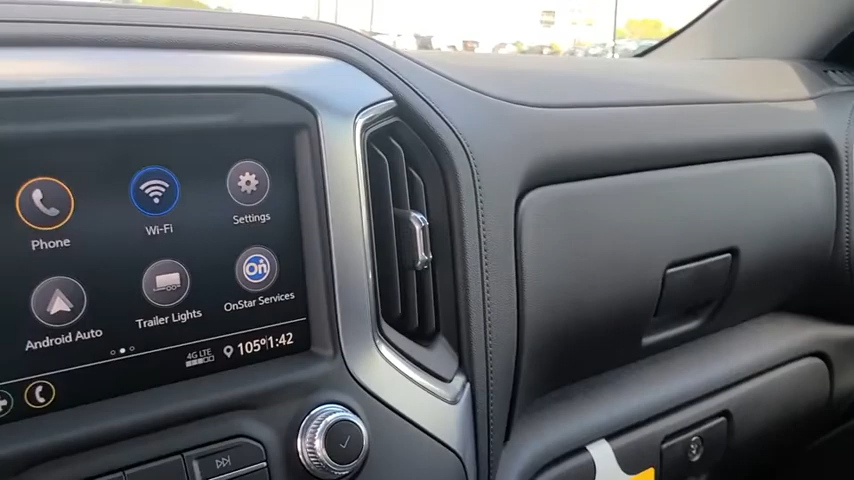 Phone
Wi-Fi
Settings
Android Auto
Trailer Lights
OnStar Services
On
4G LTE
105° 1:42